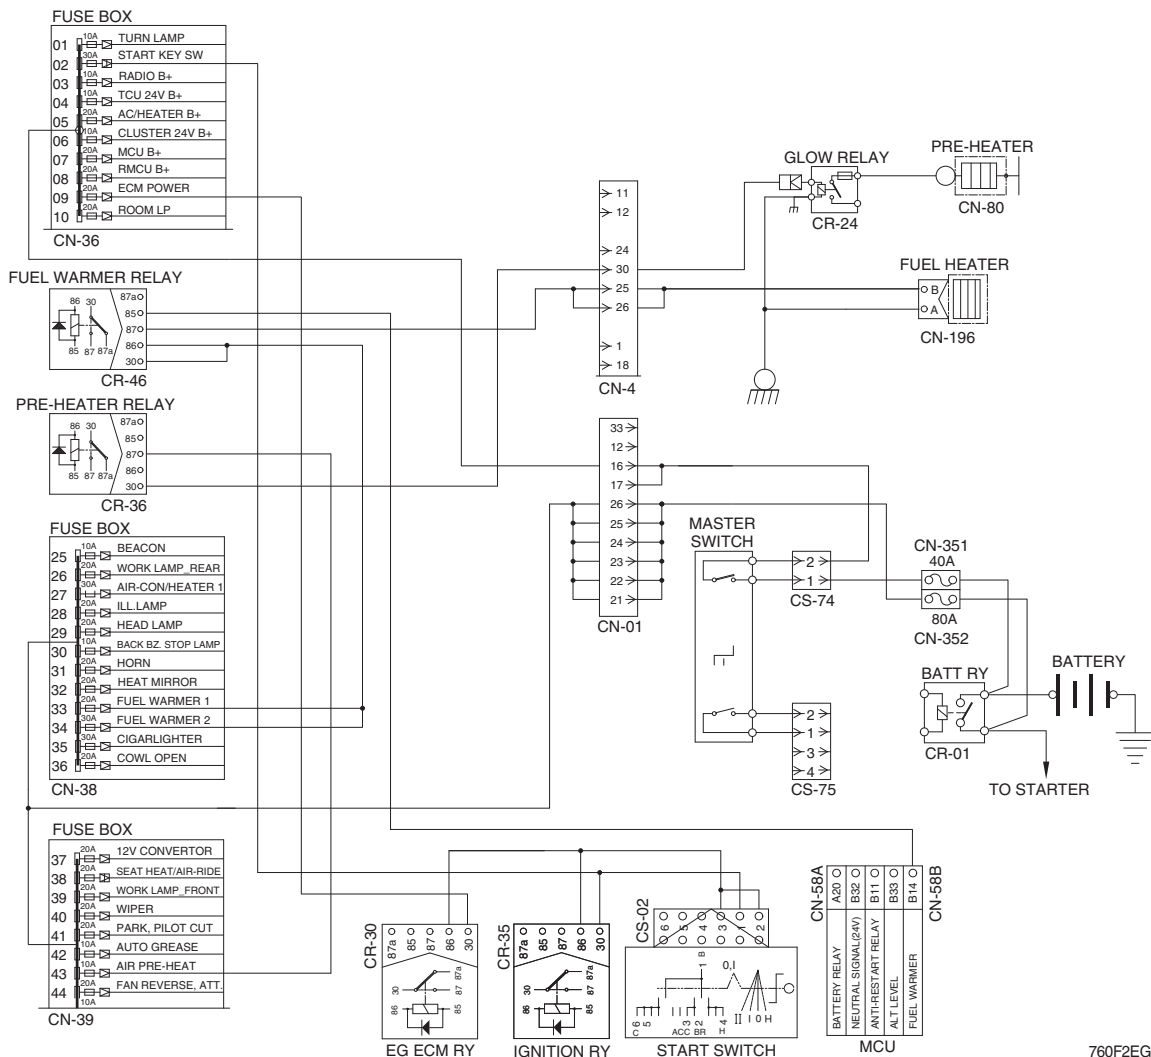 FUSE BOX
01 10A TURN LAMP
02 30A START KEY SW
03 10A RADIO B+
04 10A TCU 24V B+
05 20A AC/HEATER B+
06 10A CLUSTER 24V B+
07 20A MCU B+
08 20A RMCU B+
09 20A ECM POWER
10 20A ROOM LP
CN-36
FUEL WARMER RELAY
86 30
85 87 87a
87a
85
87
86
30
CR-46
PRE-HEATER RELAY
86 30
85 87 87a
87a
85
87
86
30
CR-36
FUSE BOX
25 10A BEACON
26 20A WORK LAMP_REAR
27 30A AIR-CON/HEATER 1
28 20A ILL.LAMP
29 20A HEAD LAMP
30 10A BACK BZ. STOP LAMP
31 20A HORN
32 20A HEAT MIRROR
33 20A FUEL WARMER 1
34 30A FUEL WARMER 2
35 30A CIGARLIGHTER
36 20A COWL OPEN
CN-38
FUSE BOX
37 20A 12V CONVERTOR
38 20A SEAT HEAT/AIR-RIDE
39 20A WORK LAMP_FRONT
40 20A WIPER
41 20A PARK, PILOT CUT
42 10A AUTO GREASE
43 10A AIR PRE-HEAT
44 20A FAN REVERSE, ATT.
10A
CN-39
11
12
24
30
25
26
1
18
CN-4
GLOW RELAY
CR-24
PRE-HEATER
CN-80
FUEL HEATER
B
A
CN-196
33
12
16
17
26
25
24
23
22
21
CN-01
MASTER
SWITCH
2
1
CS-74
2
1
3
4
CS-75
CN-351
40A
80A
CN-352
BATT RY
CR-01
BATTERY
TO STARTER
CR-30
87a 85 87 86 30
87a
30 87
86 85
EG ECM RY
CR-35
87a 85 87 86 30
87a
30 87
86 85
IGNITION RY
CS-02
6 5 4 3 1 2
1 B
0,I
II I 0 H
6 5 3 2 4
C ACC BR H
START SWITCH
CN-58A
CN-58B
A20 BATTERY RELAY
B32 NEUTRAL SIGNAL(24V)
B11 ANTI-RESTART RELAY
B33 ALT LEVEL
B14 FUEL WARMER
MCU
760F2EG